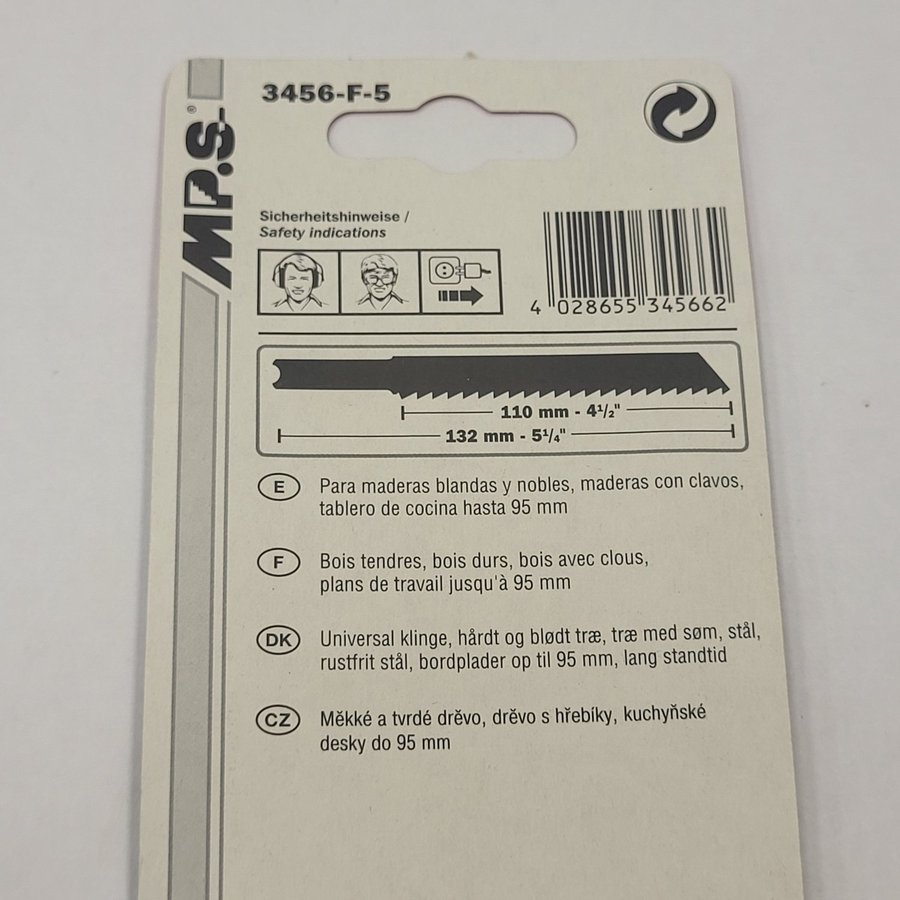 3456-F-5
MP.S®
Sicherheitshinweise /
Safety indications
4 028655 345662
110 mm - 4¹/₂"
132 mm - 5¹/₄"
E
Para maderas blandas y nobles, maderas con clavos,
tablero de cocina hasta 95 mm
F
Bois tendres, bois durs, bois avec clous,
plans de travail jusqu'à 95 mm
DK
Universal klinge, hårdt og blødt træ, træ med søm, stål,
rustfrit stål, bordplader op til 95 mm, lang standtid
CZ
Měkké a tvrdé drěvo, drěvo s hřebíky, kuchyňské
desky do 95 mm